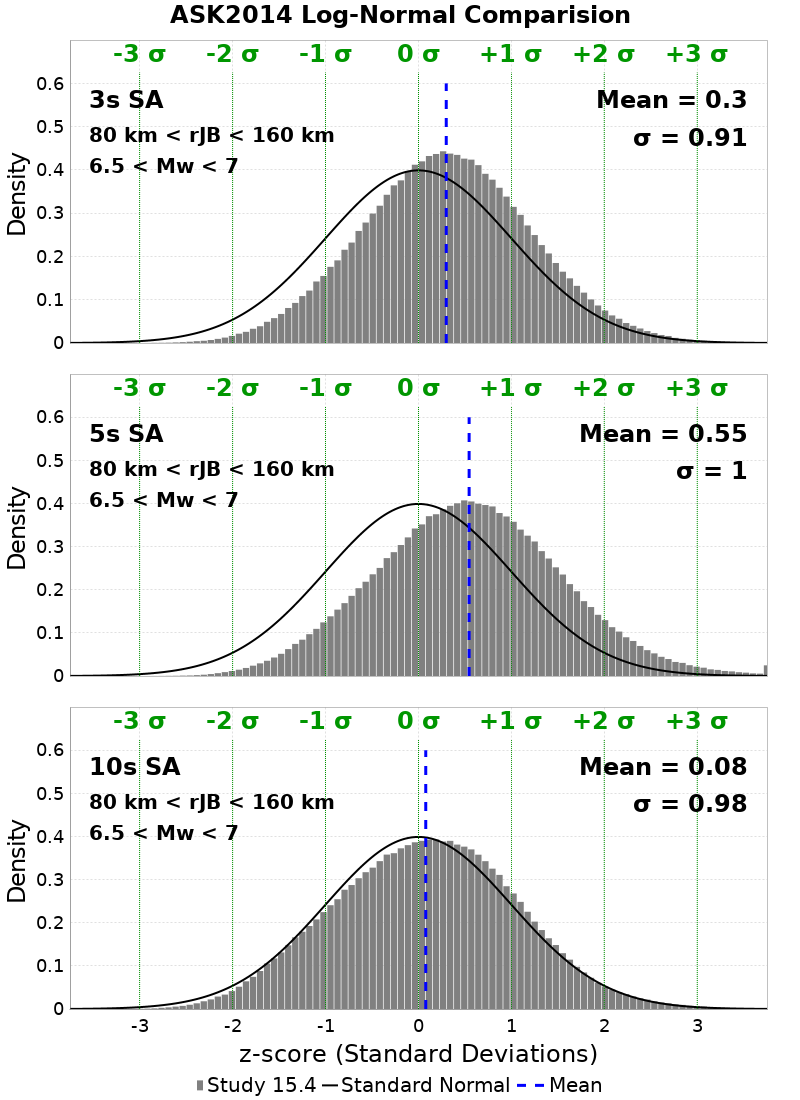 ASK2014 Log-Normal Comparision
-3 σ -2 σ -1 σ 0 σ +1 σ +2 σ +3 σ
0.6
3s SA Mean = 0.3
0.5
80 km < rJB < 160 km σ = 0.91
6.5 < Mw < 7
0.4
0.3
0.2
0.1
0
Density
-3 σ -2 σ -1 σ 0 σ +1 σ +2 σ +3 σ
0.6
5s SA Mean = 0.55
0.5
80 km < rJB < 160 km σ = 1
6.5 < Mw < 7
0.4
0.3
0.2
0.1
0
Density
-3 σ -2 σ -1 σ 0 σ +1 σ +2 σ +3 σ
0.6
10s SA Mean = 0.08
0.5
80 km < rJB < 160 km σ = 0.98
6.5 < Mw < 7
0.4
0.3
0.2
0.1
0
Density
-3 -2 -1 0 1 2 3
z-score (Standard Deviations)
Study 15.4 Standard Normal Mean